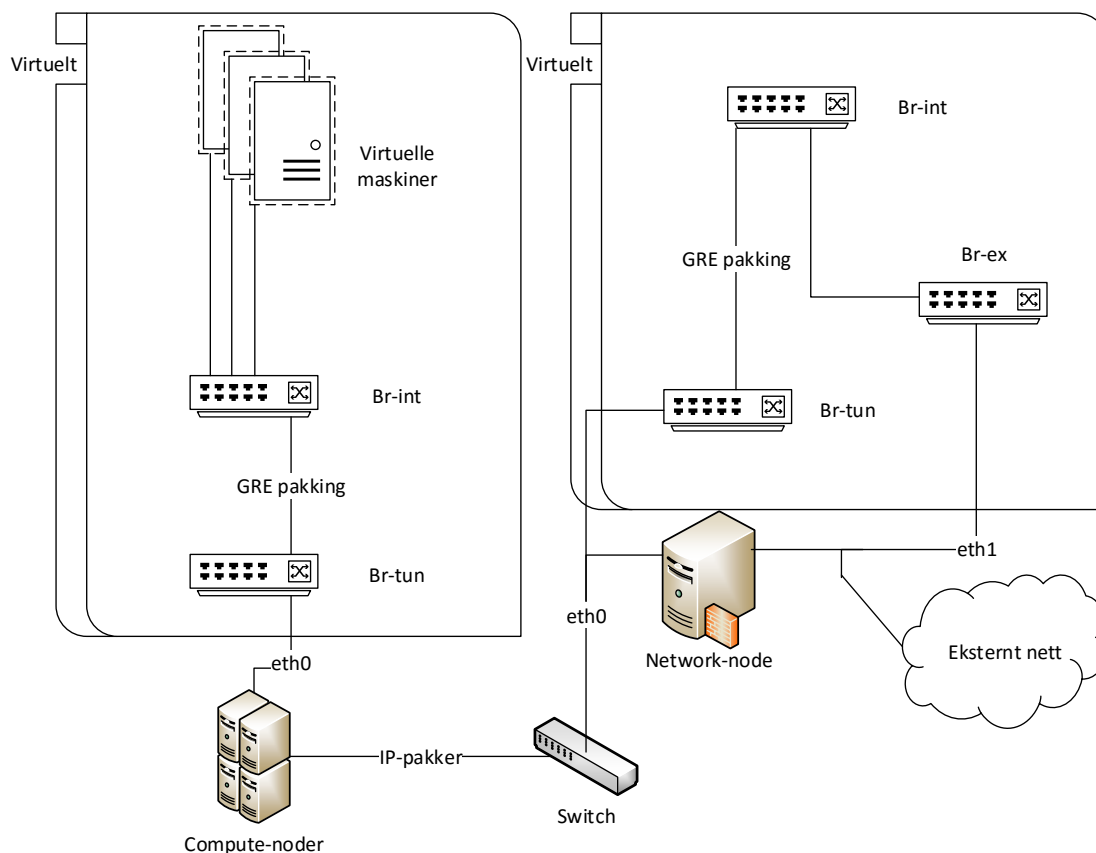 Virtuelt
Virtuelle
maskiner
Br-int
GRE pakking
Br-tun
eth0
Compute-noder
IP-pakker
Switch
Virtuelt
Br-int
GRE pakking
Br-ex
Br-tun
eth0
Network-node
eth1
Eksternt nett